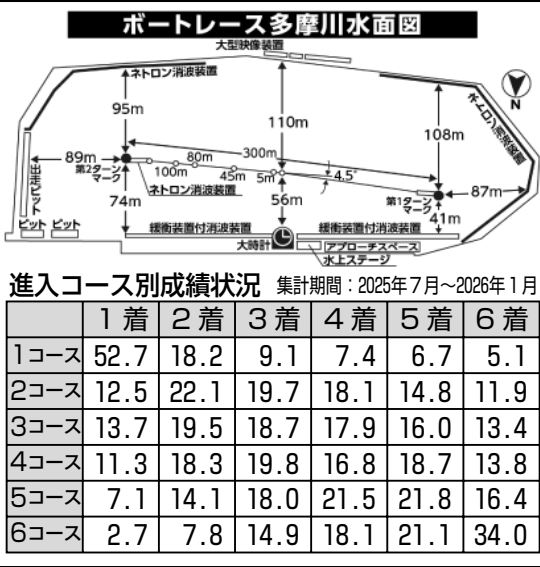 ボートレース多摩川水面図
大型映像装置
ネトロン消波装置
ネトロン消波装置
N
95m
110m
108m
300m
89m
第2ターンマーク
100m
80m
45m
5m
4.5°
87m
第1ターンマーク
ネトロン消波装置
出走ピット
74m
56m
41m
ピット ピット
緩衝装置付消波装置
緩衝装置付消波装置
大時計
アプローチスペース
水上ステージ
進入コース別成績状況 集計期間：2025年7月～2026年1月
1着 2着 3着 4着 5着 6着
1コース 52.7 18.2 9.1 7.4 6.7 5.1
2コース 12.5 22.1 19.7 18.1 14.8 11.9
3コース 13.7 19.5 18.7 17.9 16.0 13.4
4コース 11.3 18.3 19.8 16.8 18.7 13.8
5コース 7.1 14.1 18.0 21.5 21.8 16.4
6コース 2.7 7.8 14.9 18.1 21.1 34.0